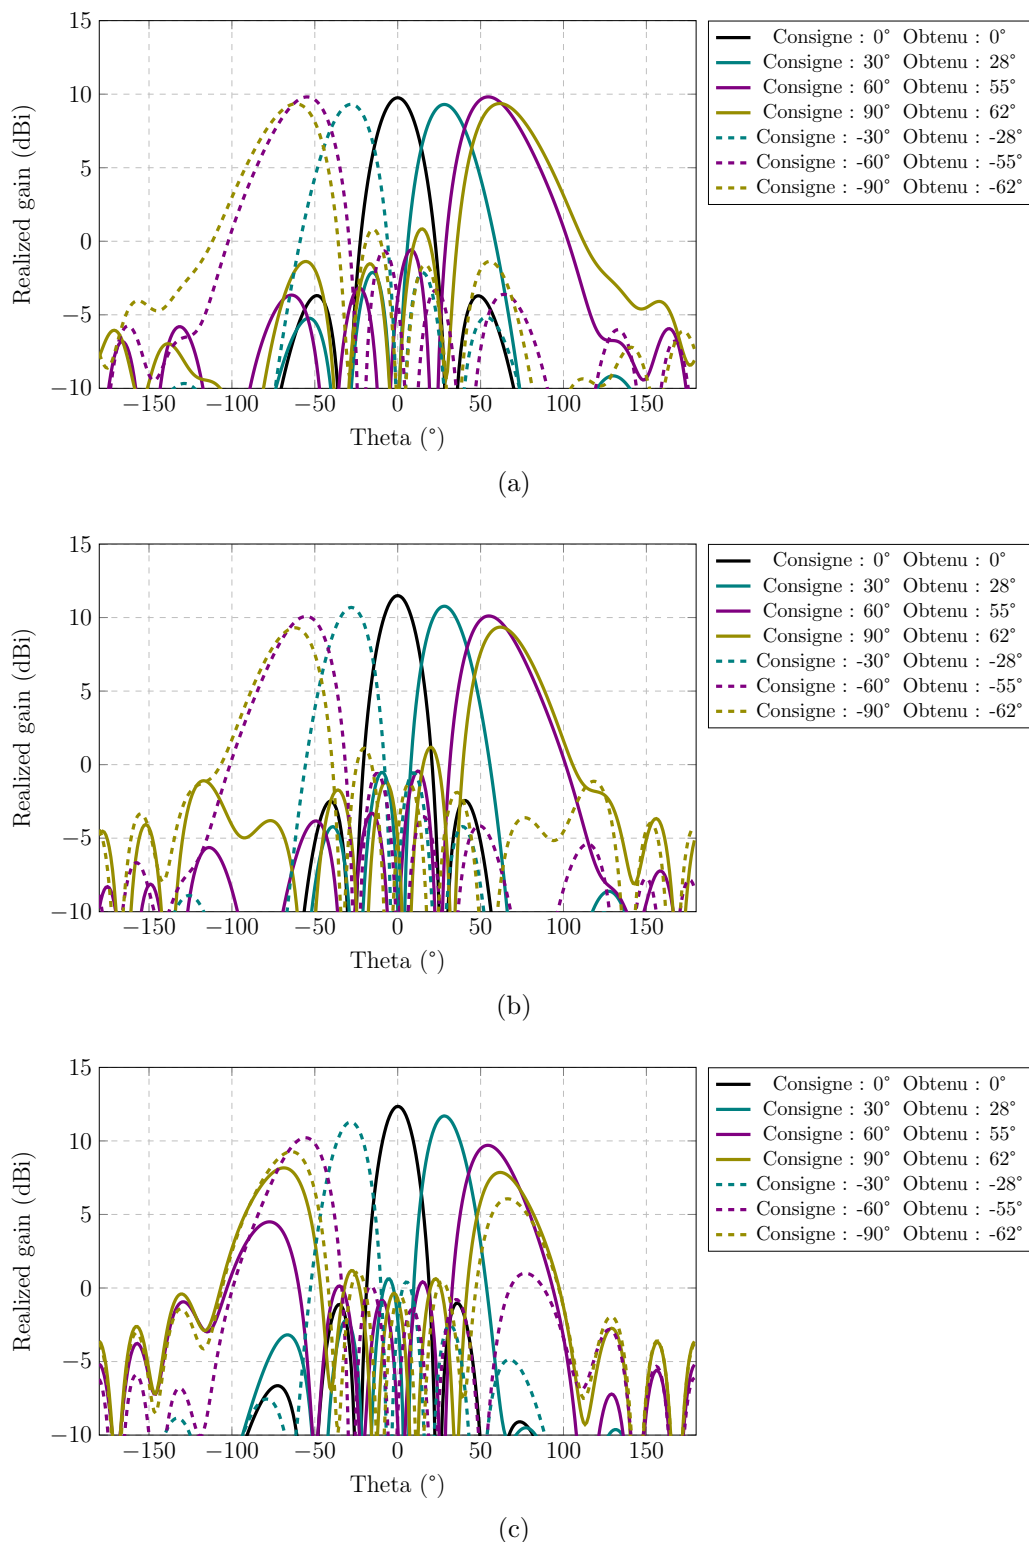 15
10
5
0
−5
−10
−150 −100 −50 0 50 100 150
Theta (°)
Realized gain (dBi)
Consigne : 0° Obtenu : 0°
Consigne : 30° Obtenu : 28°
Consigne : 60° Obtenu : 55°
Consigne : 90° Obtenu : 62°
Consigne : -30° Obtenu : -28°
Consigne : -60° Obtenu : -55°
Consigne : -90° Obtenu : -62°
(a)
15
10
5
0
−5
−10
−150 −100 −50 0 50 100 150
Theta (°)
Realized gain (dBi)
Consigne : 0° Obtenu : 0°
Consigne : 30° Obtenu : 28°
Consigne : 60° Obtenu : 55°
Consigne : 90° Obtenu : 62°
Consigne : -30° Obtenu : -28°
Consigne : -60° Obtenu : -55°
Consigne : -90° Obtenu : -62°
(b)
15
10
5
0
−5
−10
−150 −100 −50 0 50 100 150
Theta (°)
Realized gain (dBi)
Consigne : 0° Obtenu : 0°
Consigne : 30° Obtenu : 28°
Consigne : 60° Obtenu : 55°
Consigne : 90° Obtenu : 62°
Consigne : -30° Obtenu : -28°
Consigne : -60° Obtenu : -55°
Consigne : -90° Obtenu : -62°
(c)